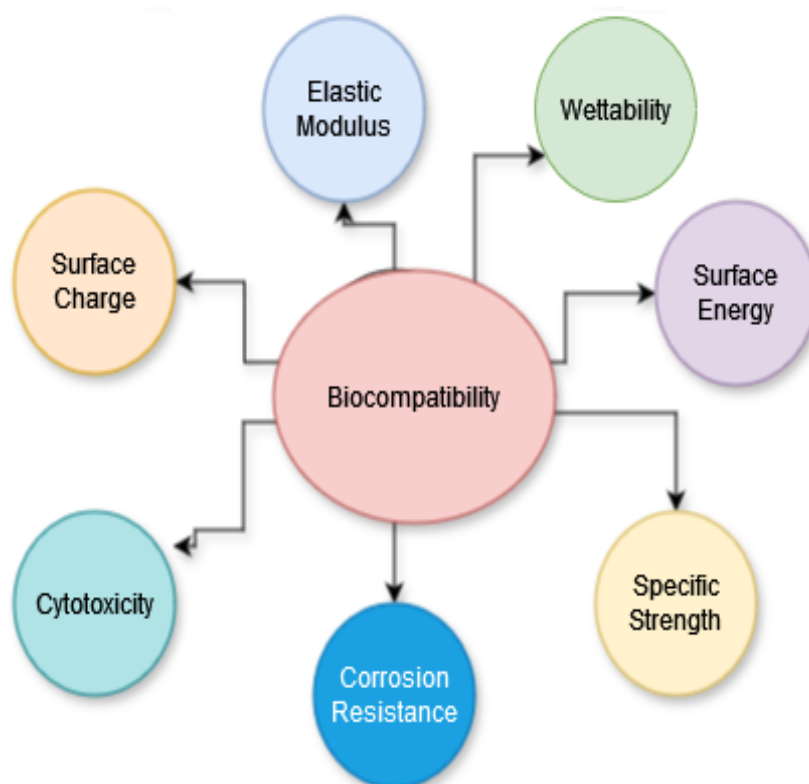 Elastic
Modulus
Wettability
Surface
Charge
Surface
Energy
Biocompatibility
Cytotoxicity
Specific
Strength
Corrosion
Resistance